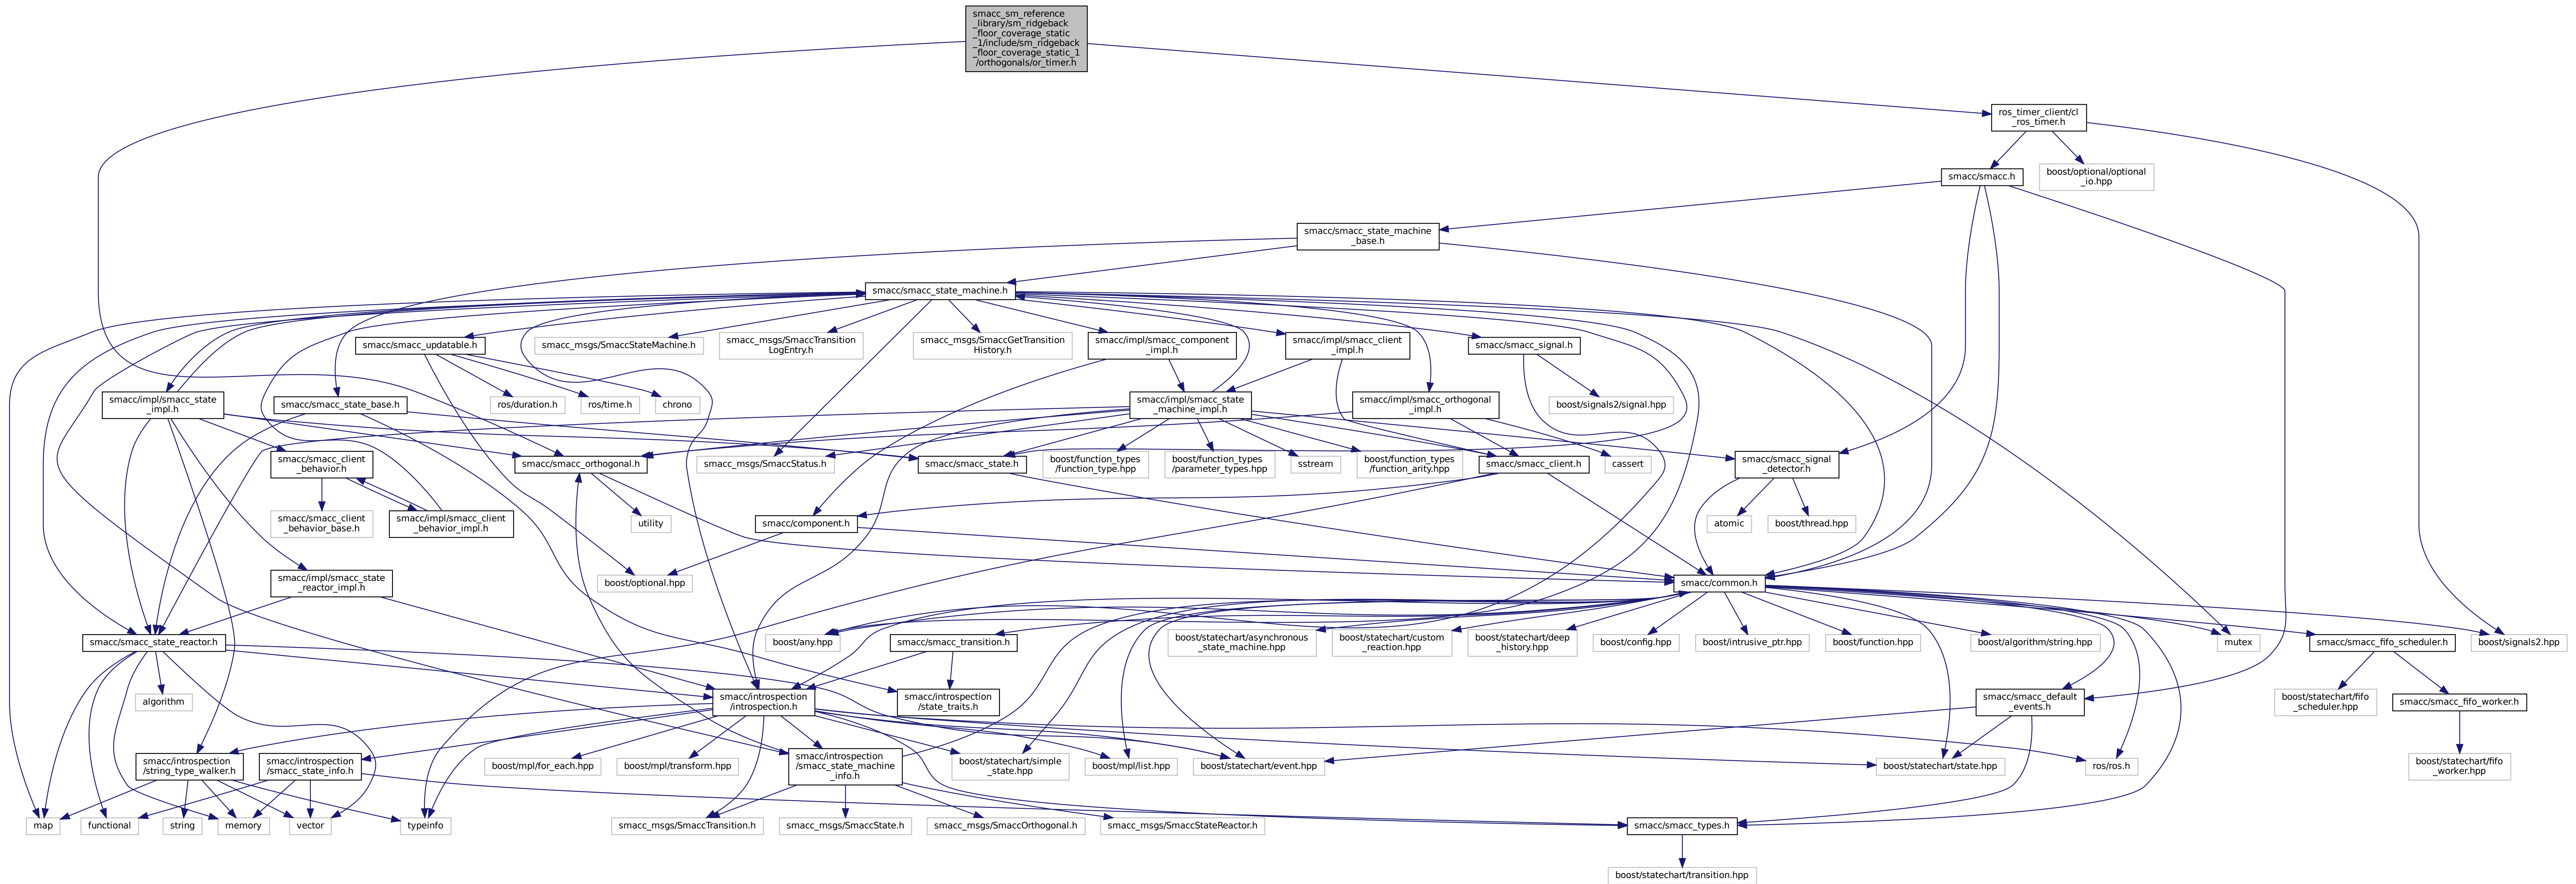 smacc_sm_reference
_library/sm_ridgeback
_floor_coverage_static
_1/include/sm_ridgeback
_floor_coverage_static_1
/orthogonals/or_timer.h
ros_timer_client/cl
_ros_timer.h
smacc/smacc.h
boost/optional/optional
_io.hpp
smacc/smacc_state_machine
_base.h
smacc/smacc_state_machine.h
smacc/smacc_updatable.h
smacc_msgs/SmaccStateMachine.h
smacc_msgs/SmaccTransition
LogEntry.h
smacc_msgs/SmaccGetTransition
History.h
smacc/impl/smacc_component
_impl.h
smacc/impl/smacc_client
_impl.h
smacc/smacc_signal.h
smacc/impl/smacc_state
_impl.h
smacc/smacc_state_base.h
ros/duration.h
ros/time.h
chrono
smacc/impl/smacc_state
_machine_impl.h
smacc/impl/smacc_orthogonal
_impl.h
boost/signals2/signal.hpp
smacc/smacc_client
_behavior.h
smacc/smacc_orthogonal.h
smacc_msgs/SmaccStatus.h
smacc/smacc_state.h
boost/function_types
/function_type.hpp
boost/function_types
/parameter_types.hpp
sstream
boost/function_types
/function_arity.hpp
smacc/smacc_client.h
cassert
smacc/smacc_signal
_detector.h
smacc/smacc_client
_behavior_base.h
smacc/impl/smacc_client
_behavior_impl.h
utility
smacc/component.h
atomic
boost/thread.hpp
smacc/impl/smacc_state
_reactor_impl.h
boost/optional.hpp
smacc/common.h
smacc/smacc_state_reactor.h
boost/any.hpp
smacc/smacc_transition.h
boost/statechart/asynchronous
_state_machine.hpp
boost/statechart/custom
_reaction.hpp
boost/statechart/deep
_history.hpp
boost/config.hpp
boost/intrusive_ptr.hpp
boost/function.hpp
boost/algorithm/string.hpp
mutex
smacc/smacc_fifo_scheduler.h
boost/signals2.hpp
algorithm
smacc/introspection
/introspection.h
smacc/introspection
/state_traits.h
smacc/smacc_default
_events.h
boost/statechart/fifo
_scheduler.hpp
smacc/smacc_fifo_worker.h
smacc/introspection
/string_type_walker.h
smacc/introspection
/smacc_state_info.h
boost/mpl/for_each.hpp
boost/mpl/transform.hpp
smacc/introspection
/smacc_state_machine
_info.h
boost/statechart/simple
_state.hpp
boost/mpl/list.hpp
boost/statechart/event.hpp
boost/statechart/state.hpp
ros/ros.h
boost/statechart/fifo
_worker.hpp
map
functional
string
memory
vector
typeinfo
smacc_msgs/SmaccTransition.h
smacc_msgs/SmaccState.h
smacc_msgs/SmaccOrthogonal.h
smacc_msgs/SmaccStateReactor.h
smacc/smacc_types.h
boost/statechart/transition.hpp